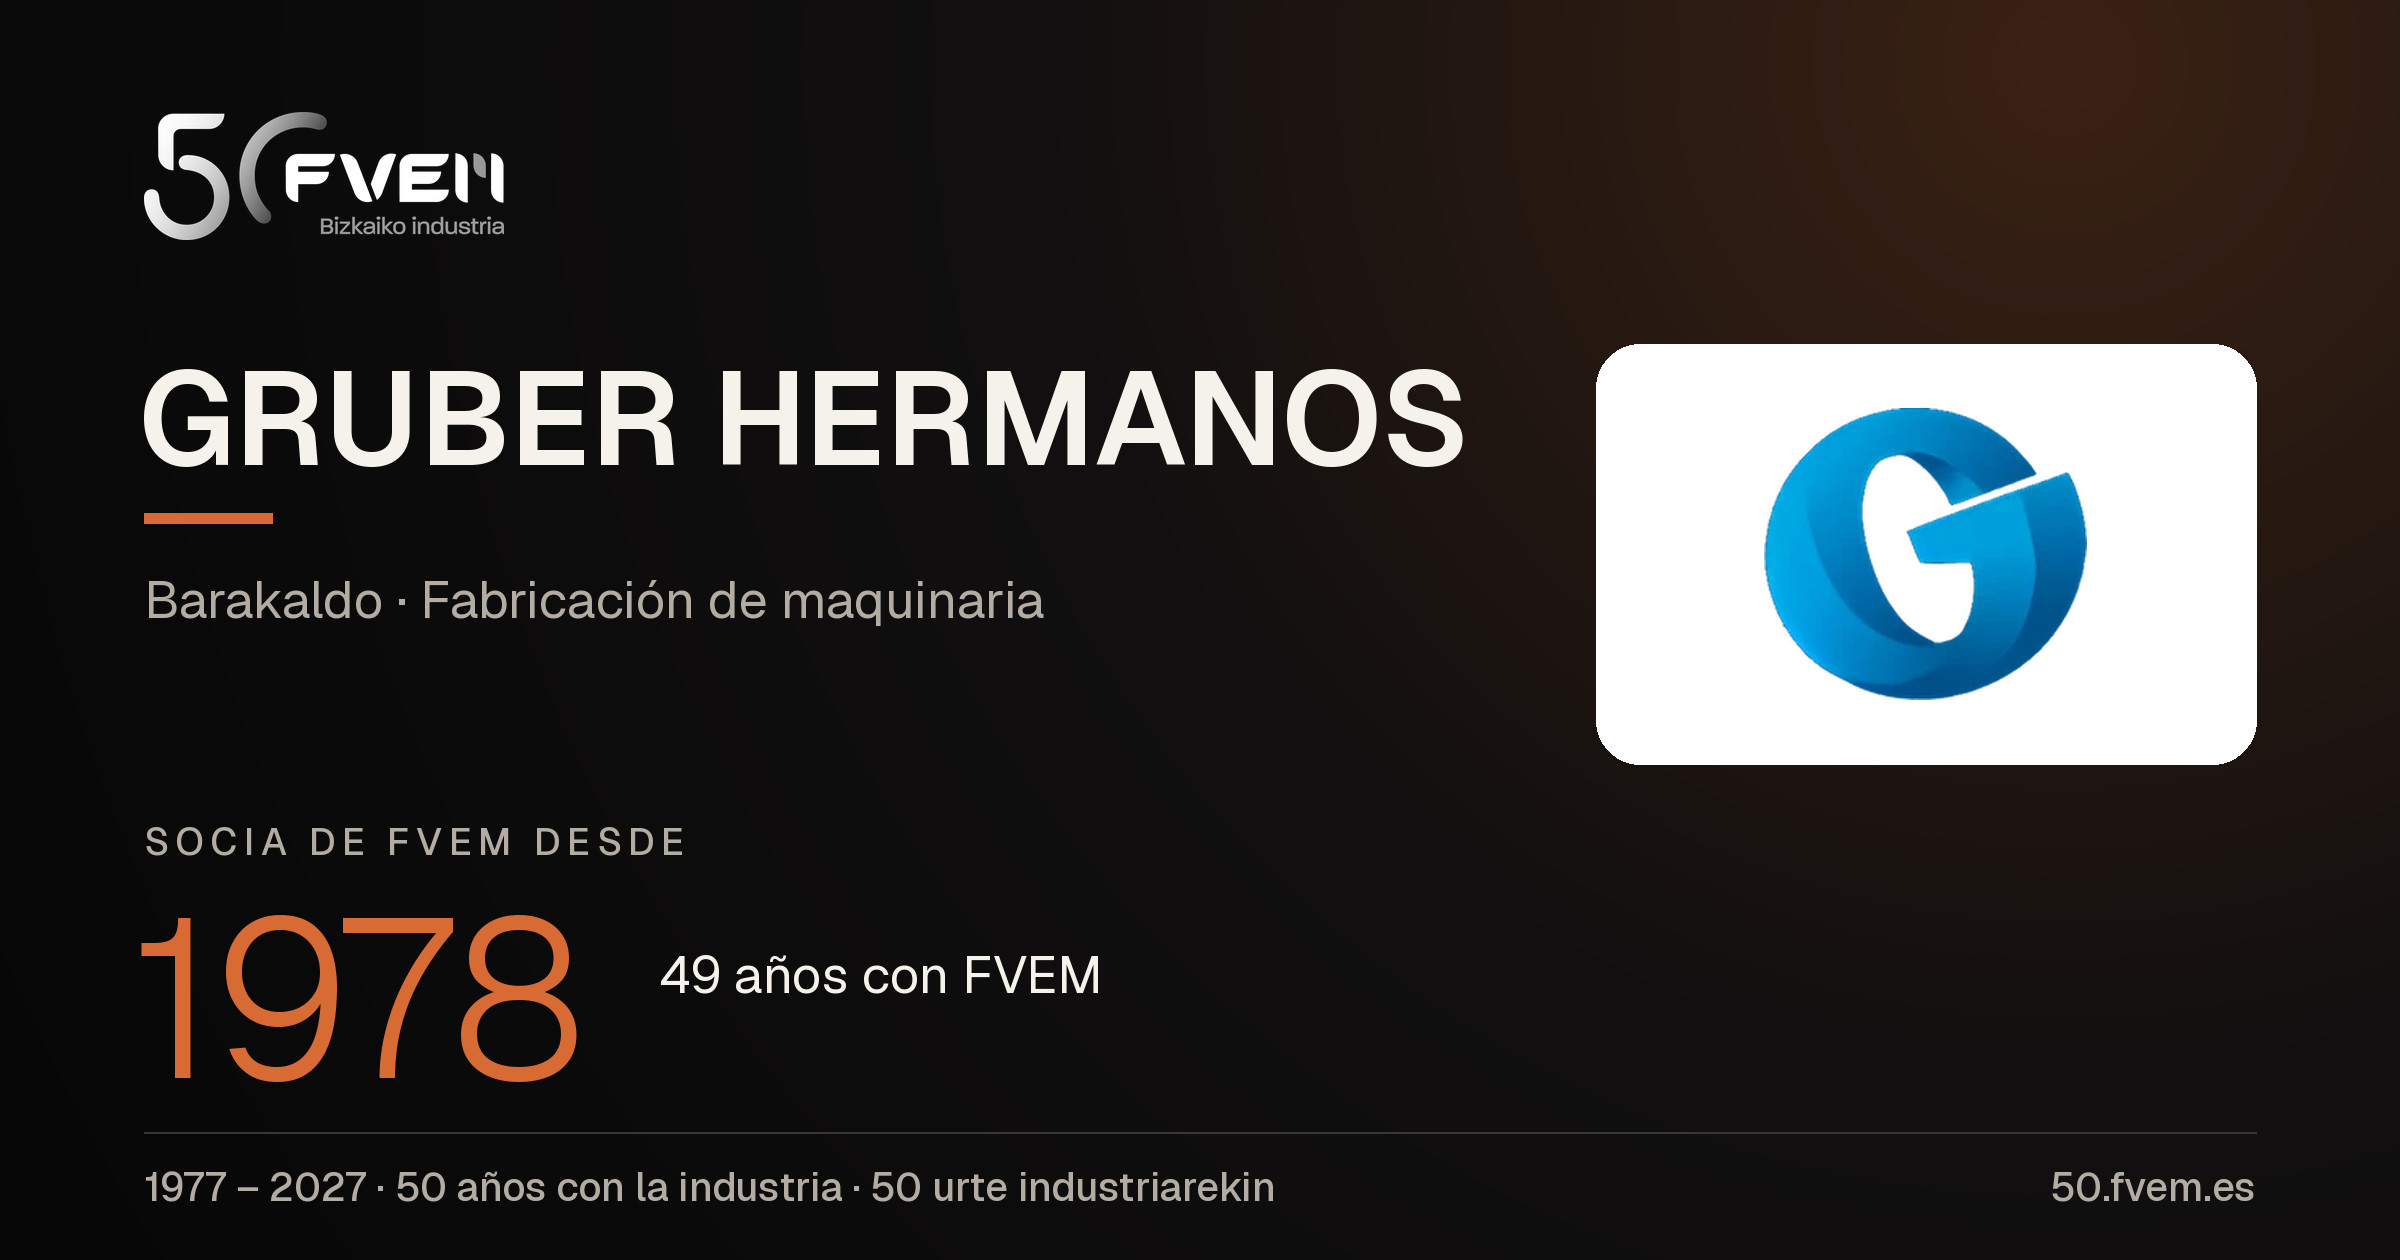 50 FVEM
Bizkaiko industria
GRUBER HERMANOS
Barakaldo · Fabricación de maquinaria
SOCIA DE FVEM DESDE
1978
49 años con FVEM
1977 – 2027 · 50 años con la industria · 50 urte industriarekin
50.fvem.es